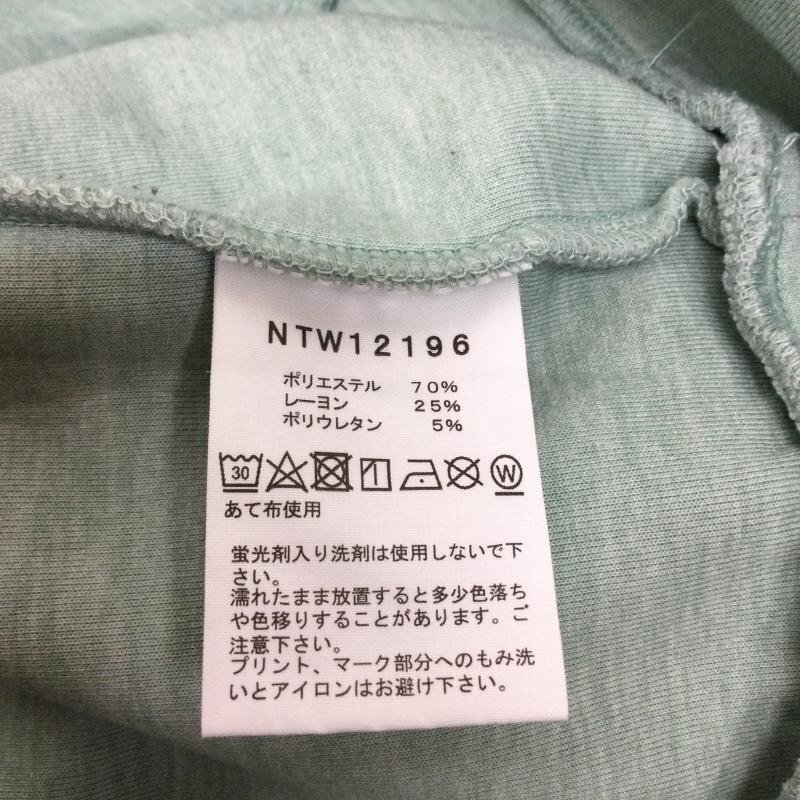 NTW12196
ポリエステル 70%
レーヨン 25%
ポリウレタン 5%
30 W
あて布使用
蛍光剤入り洗剤は使用しないで下
さい。
濡れたまま放置すると多少色落ち
や色移りすることがあります。ご
注意下さい。
プリント、マーク部分へのもみ洗
いとアイロンはお避け下さい。